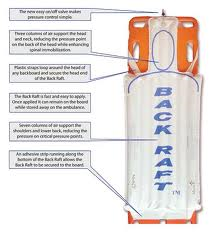 The new easy on/off valve makes
pressure control simple.
Three columns of air support the head
and neck, reducing the pressure point
on the back of the head while enhancing
spinal immobilization.
Plastic straps loop around the head of
any backboard and secure the head end
of the Back Raft.
The Back Raft is fast and easy to apply.
Once applied it can remain on the board
while stored away on the ambulance.
Seven columns of air support the
shoulders and lower back, reducing the
pressure on critical pressure points.
An adhesive strip running along the
bottom of the Back Raft allows the
Back Raft to be secured to the board.
BACK RAFT
TM